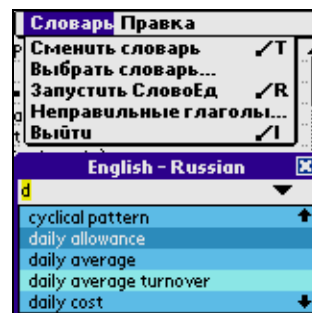 Словарь Правка
Сменить словарь /T
Выбрать словарь...
Запустить СловоЕд /R
Неправильные глаголы...
Выйти /I
English - Russian
d
cyclical pattern
daily allowance
daily average
daily average turnover
daily cost